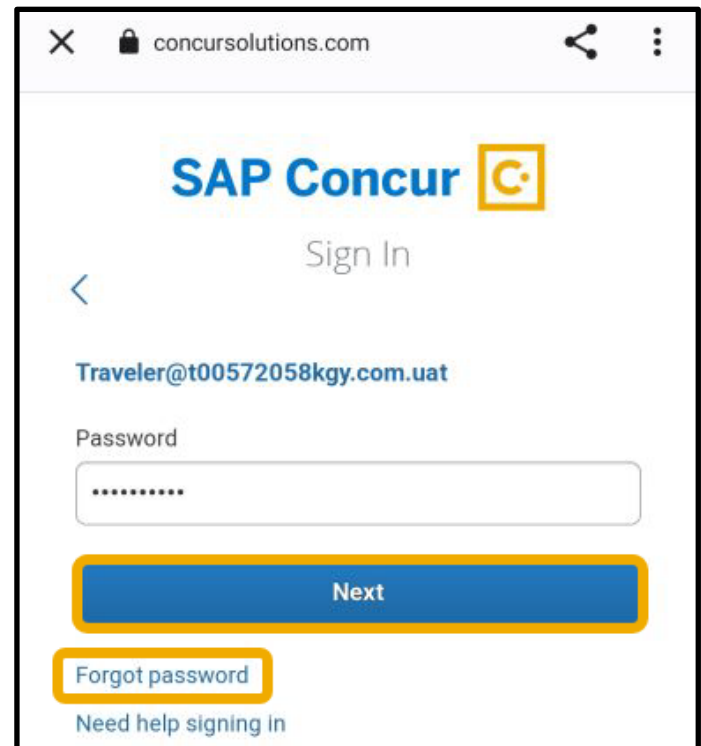 concursolutions.com
SAP Concur C.
Sign In
Traveler@t00572058kgy.com.uat
Password
••••••••••
Next
Forgot password
Need help signing in